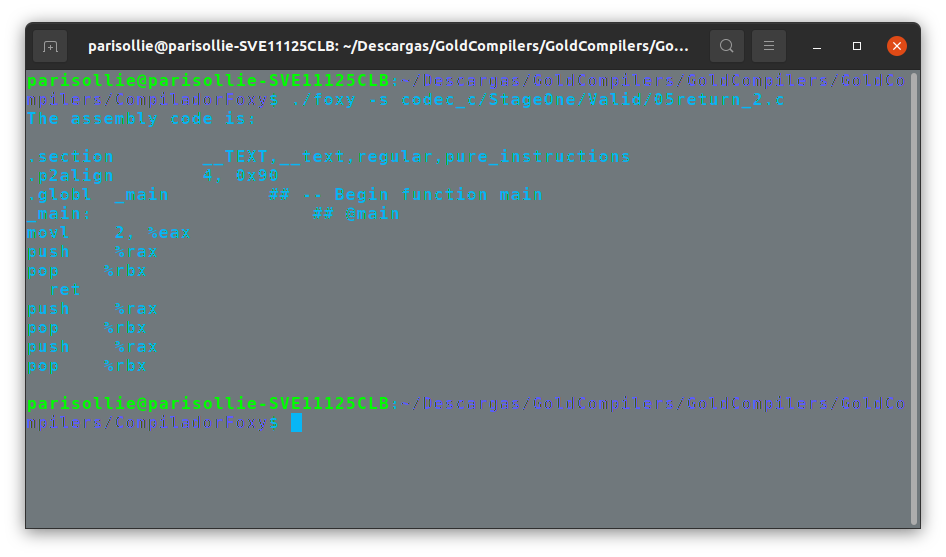 parisollie@parisollie-SVE11125CLB: ~/Descargas/GoldCompilers/GoldCompilers/Go...
parisollie@parisollie-SVE11125CLB:~/Descargas/GoldCompilers/GoldCompilers/GoldCo
mpilers/CompiladorFoxy$ ./foxy -s codec_c/StageOne/Valid/05return_2.c
The assembly code is:
.section        __TEXT,__text,regular,pure_instructions
.p2align        4, 0x90
.globl  _main         ## -- Begin function main
_main:                    ## @main
movl    2, %eax
push    %rax
pop    %rbx
  ret
push    %rax
pop    %rbx
push    %rax
pop    %rbx
parisollie@parisollie-SVE11125CLB:~/Descargas/GoldCompilers/GoldCompilers/GoldCo
mpilers/CompiladorFoxy$